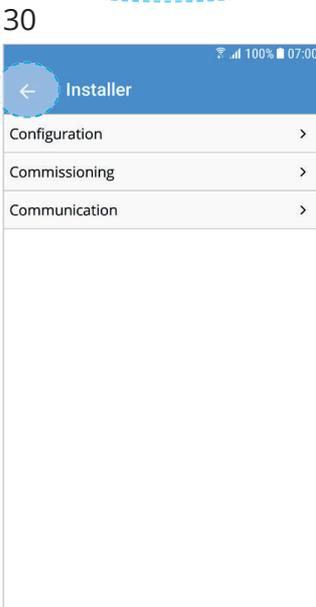 30
100% 07:00
Installer
Configuration
Commissioning
Communication